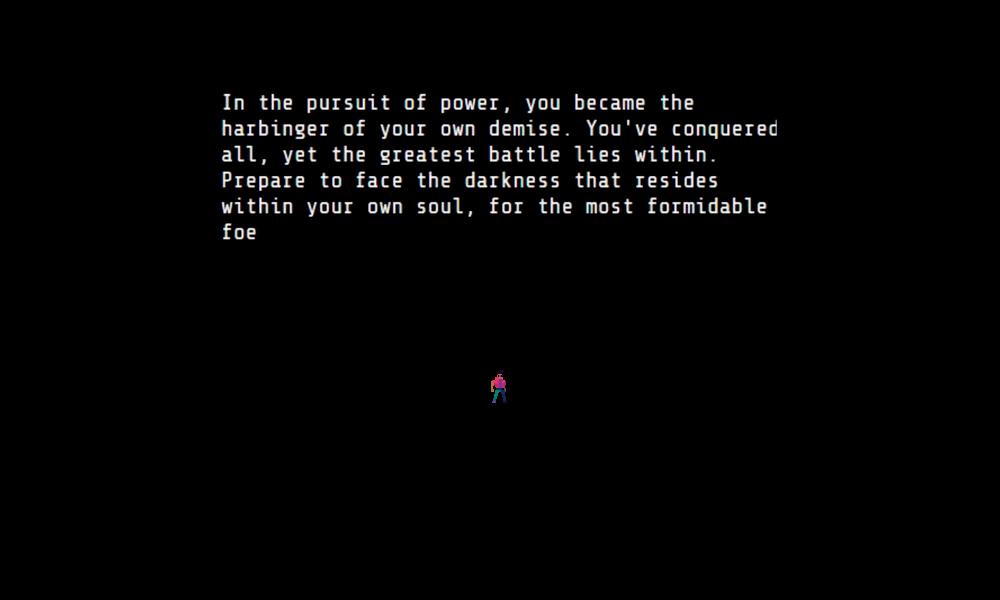 In the pursuit of power, you became the
harbinger of your own demise. You've conquered
all, yet the greatest battle lies within.
Prepare to face the darkness that resides
within your own soul, for the most formidable
foe